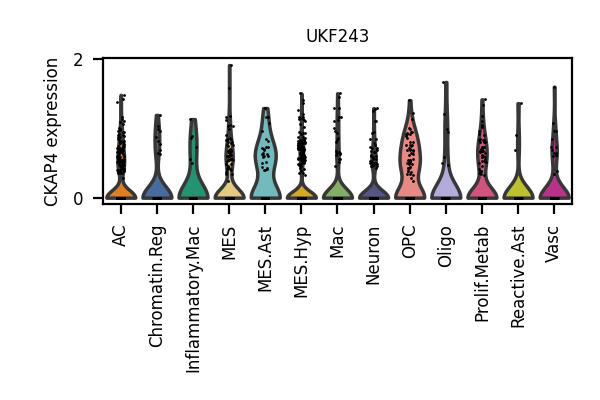 UKF243
CKAP4 expression
2
0
AC
Chromatin.Reg
Inflammatory.Mac
MES
MES.Ast
MES.Hyp
Mac
Neuron
OPC
Oligo
Prolif.Metab
Reactive.Ast
Vasc